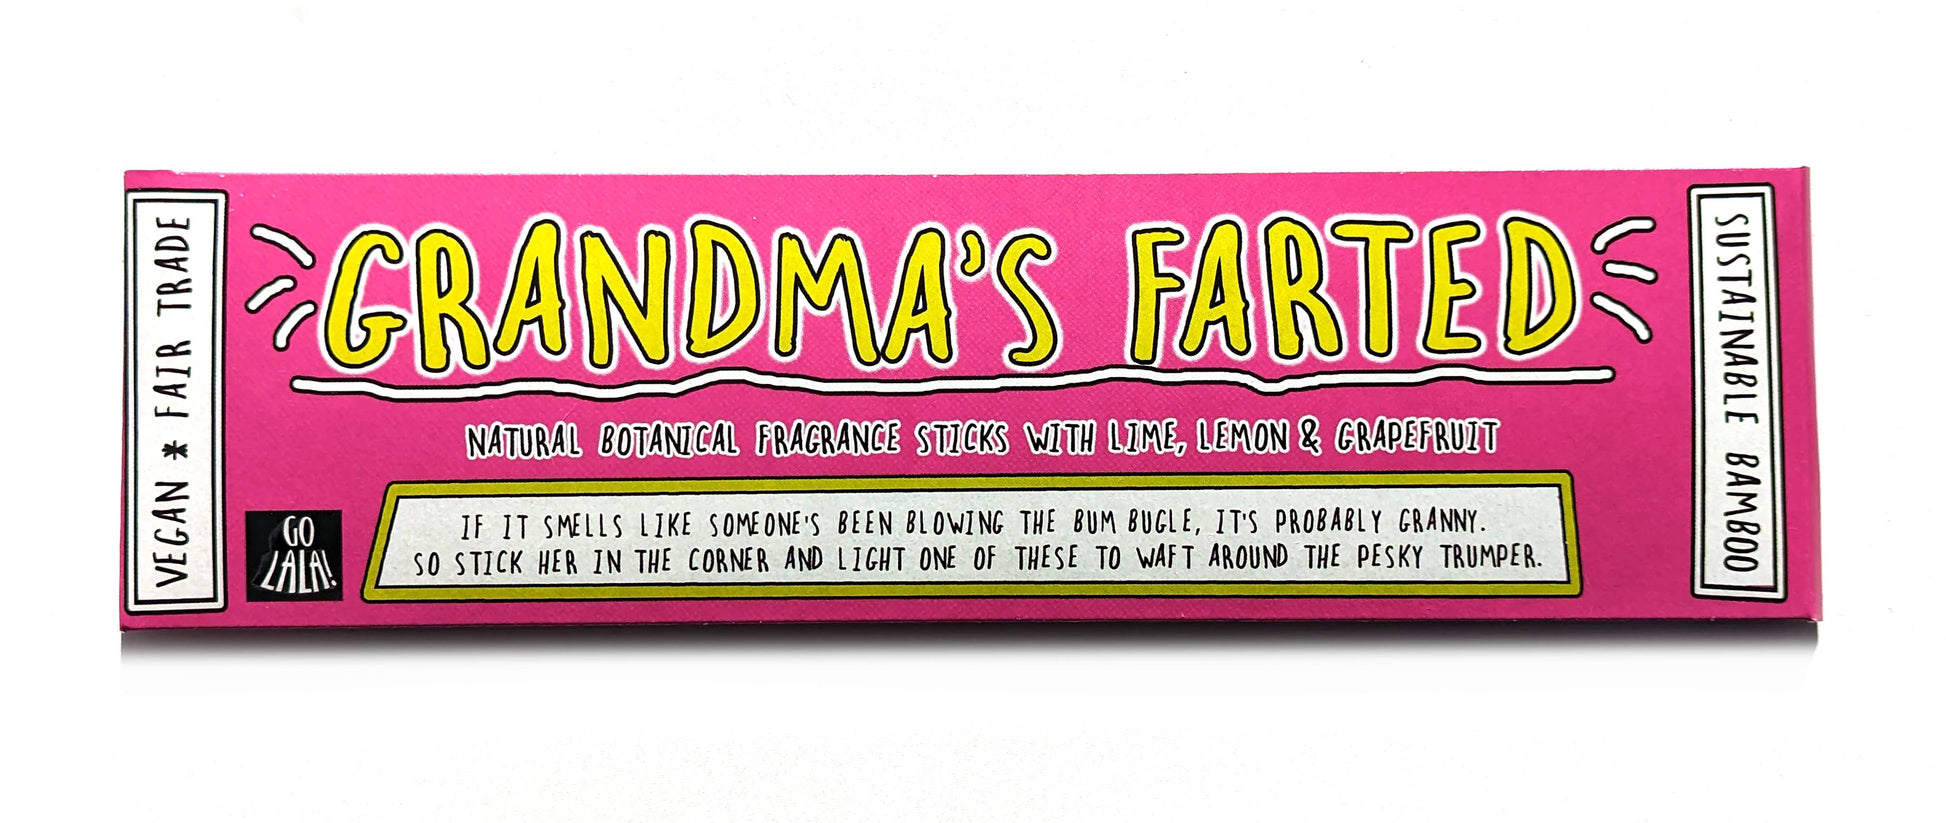 VEGAN * FAIR TRADE
GRANDMA'S FARTED
NATURAL BOTANICAL FRAGRANCE STICKS WITH LIME, LEMON & GRAPEFRUIT
IF IT SMELLS LIKE SOMEONE'S BEEN BLOWING THE BUM BUGLE, IT'S PROBABLY GRANNY.
SO STICK HER IN THE CORNER AND LIGHT ONE OF THESE TO WAFT AROUND THE PESKY TRUMPER.
GO
LALA!
SUSTAINABLE BAMBOO